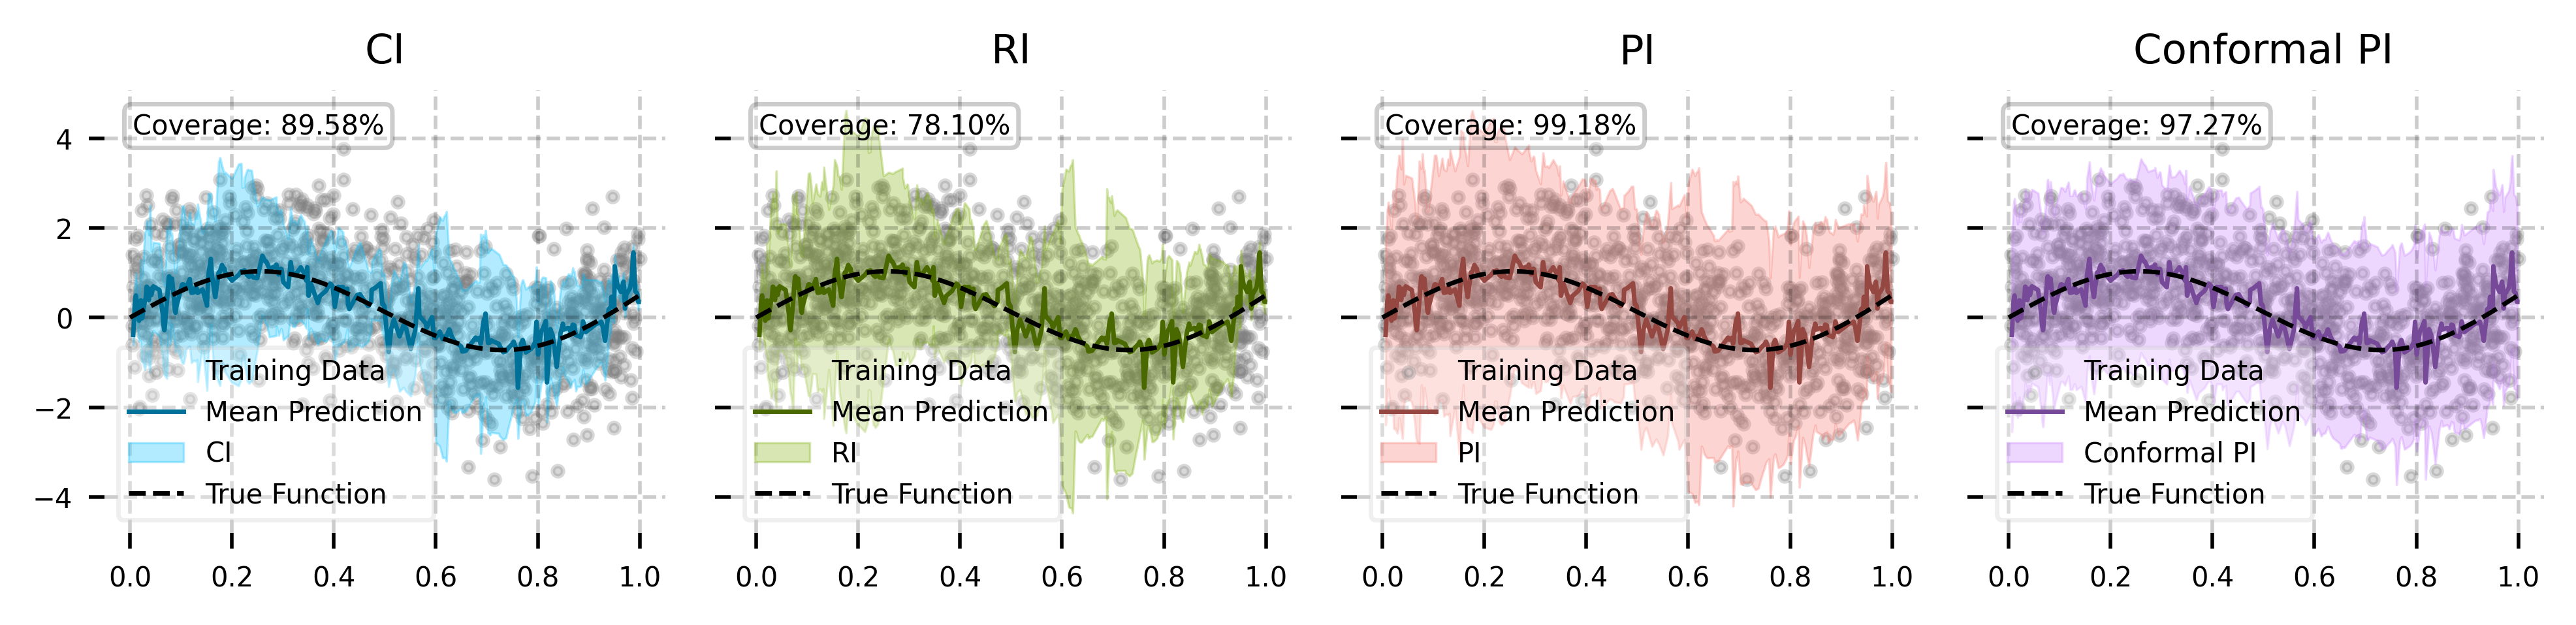 CI
Coverage: 89.58%
4
2
0
−2
−4
Training Data
Mean Prediction
CI
True Function
0.0 0.2 0.4 0.6 0.8 1.0
RI
Coverage: 78.10%
Training Data
Mean Prediction
RI
True Function
0.0 0.2 0.4 0.6 0.8 1.0
PI
Coverage: 99.18%
Training Data
Mean Prediction
PI
True Function
0.0 0.2 0.4 0.6 0.8 1.0
Conformal PI
Coverage: 97.27%
Training Data
Mean Prediction
Conformal PI
True Function
0.0 0.2 0.4 0.6 0.8 1.0